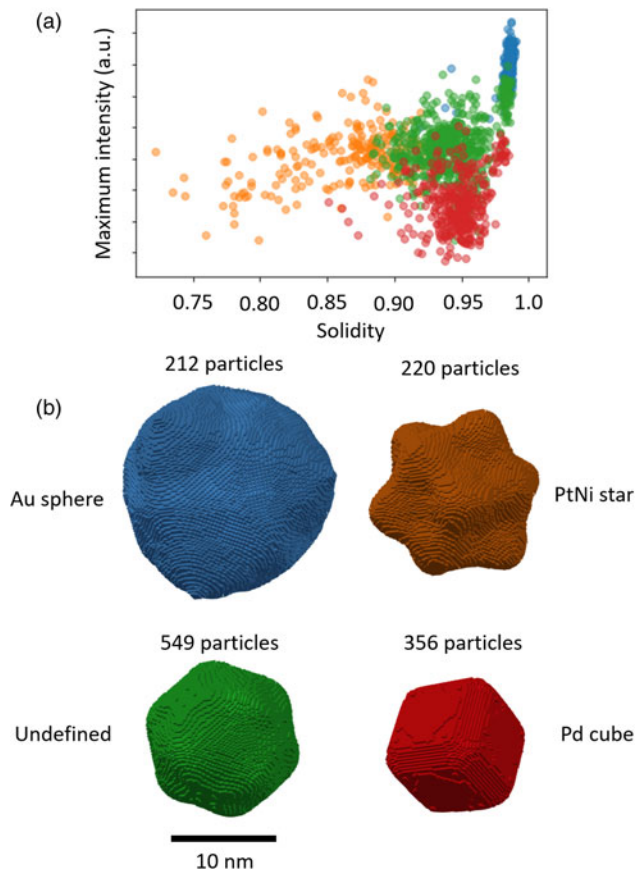 (a)
Maximum intensity (a.u.)
0.75 0.80 0.85 0.90 0.95 1.0
Solidity
212 particles 220 particles
(b)
Au sphere PtNi star
549 particles 356 particles
Undefined Pd cube
10 nm